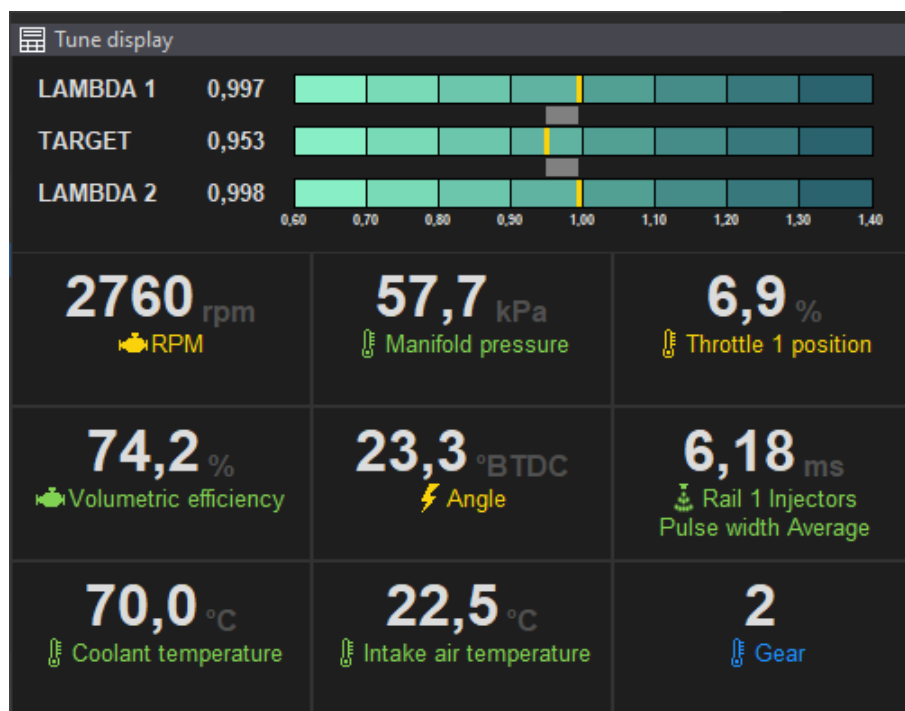 Tune display
LAMBDA 1 0,997
TARGET 0,953
LAMBDA 2 0,998
0,60 0,70 0,80 0,90 1,00 1,10 1,20 1,30 1,40
2760 rpm 57,7 kPa 6,9 %
RPM Manifold pressure Throttle 1 position
74,2 % 23,3 °BTDC 6,18 ms
Volumetric efficiency Angle Rail 1 Injectors
Pulse width Average
70,0 °C 22,5 °C 2
Coolant temperature Intake air temperature Gear